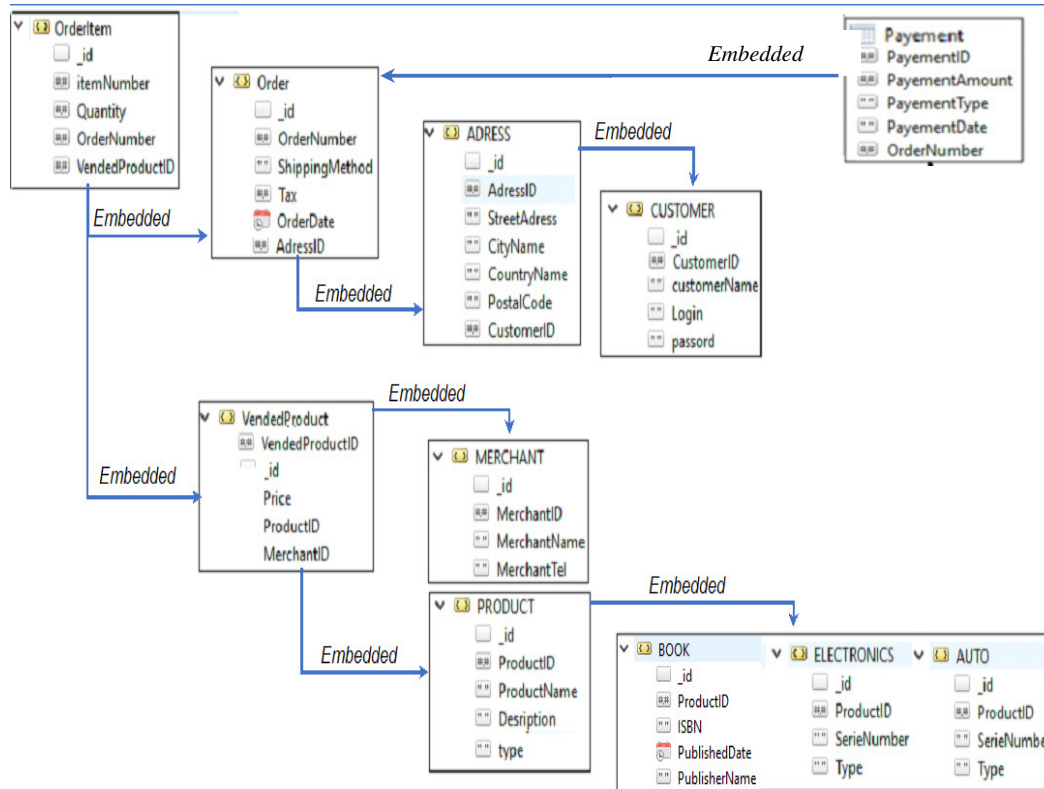 OrderItem
_id
itemNumber
Quantity
OrderNumber
VendedProductID
Embedded
Order
_id
OrderNumber
ShippingMethod
Tax
OrderDate
AdressID
Embedded
Payement
PayementID
PayementAmount
PayementType
PayementDate
OrderNumber
Embedded
ADRESS
_id
AdressID
StreetAdress
CityName
CountryName
PostalCode
CustomerID
Embedded
CUSTOMER
_id
CustomerID
customerName
Login
passord
Embedded
VendedProduct
VendedProductID
_id
Price
ProductID
MerchantID
Embedded
MERCHANT
_id
MerchantID
MerchantName
MerchantTel
Embedded
PRODUCT
_id
ProductID
ProductName
Desription
type
Embedded
BOOK
_id
ProductID
ISBN
PublishedDate
PublisherName
ELECTRONICS
_id
ProductID
SerieNumber
Type
AUTO
_id
ProductID
SerieNumbe
Type